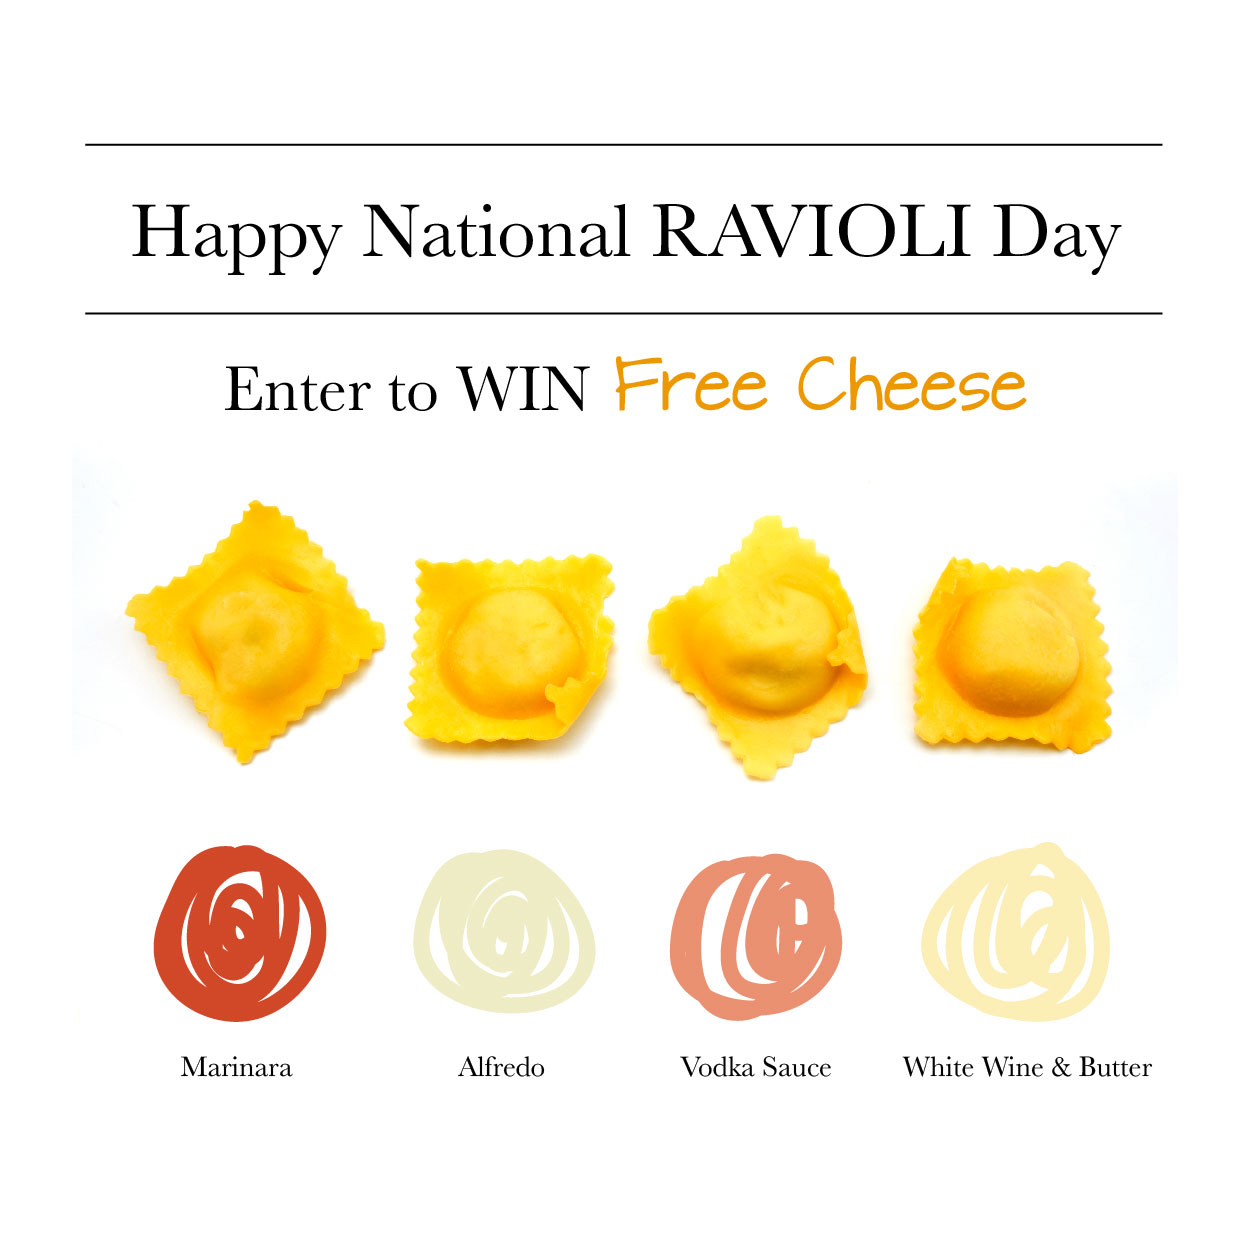 Happy National RAVIOLI Day
Enter to WIN Free Cheese
Marinara
Alfredo
Vodka Sauce
White Wine & Butter